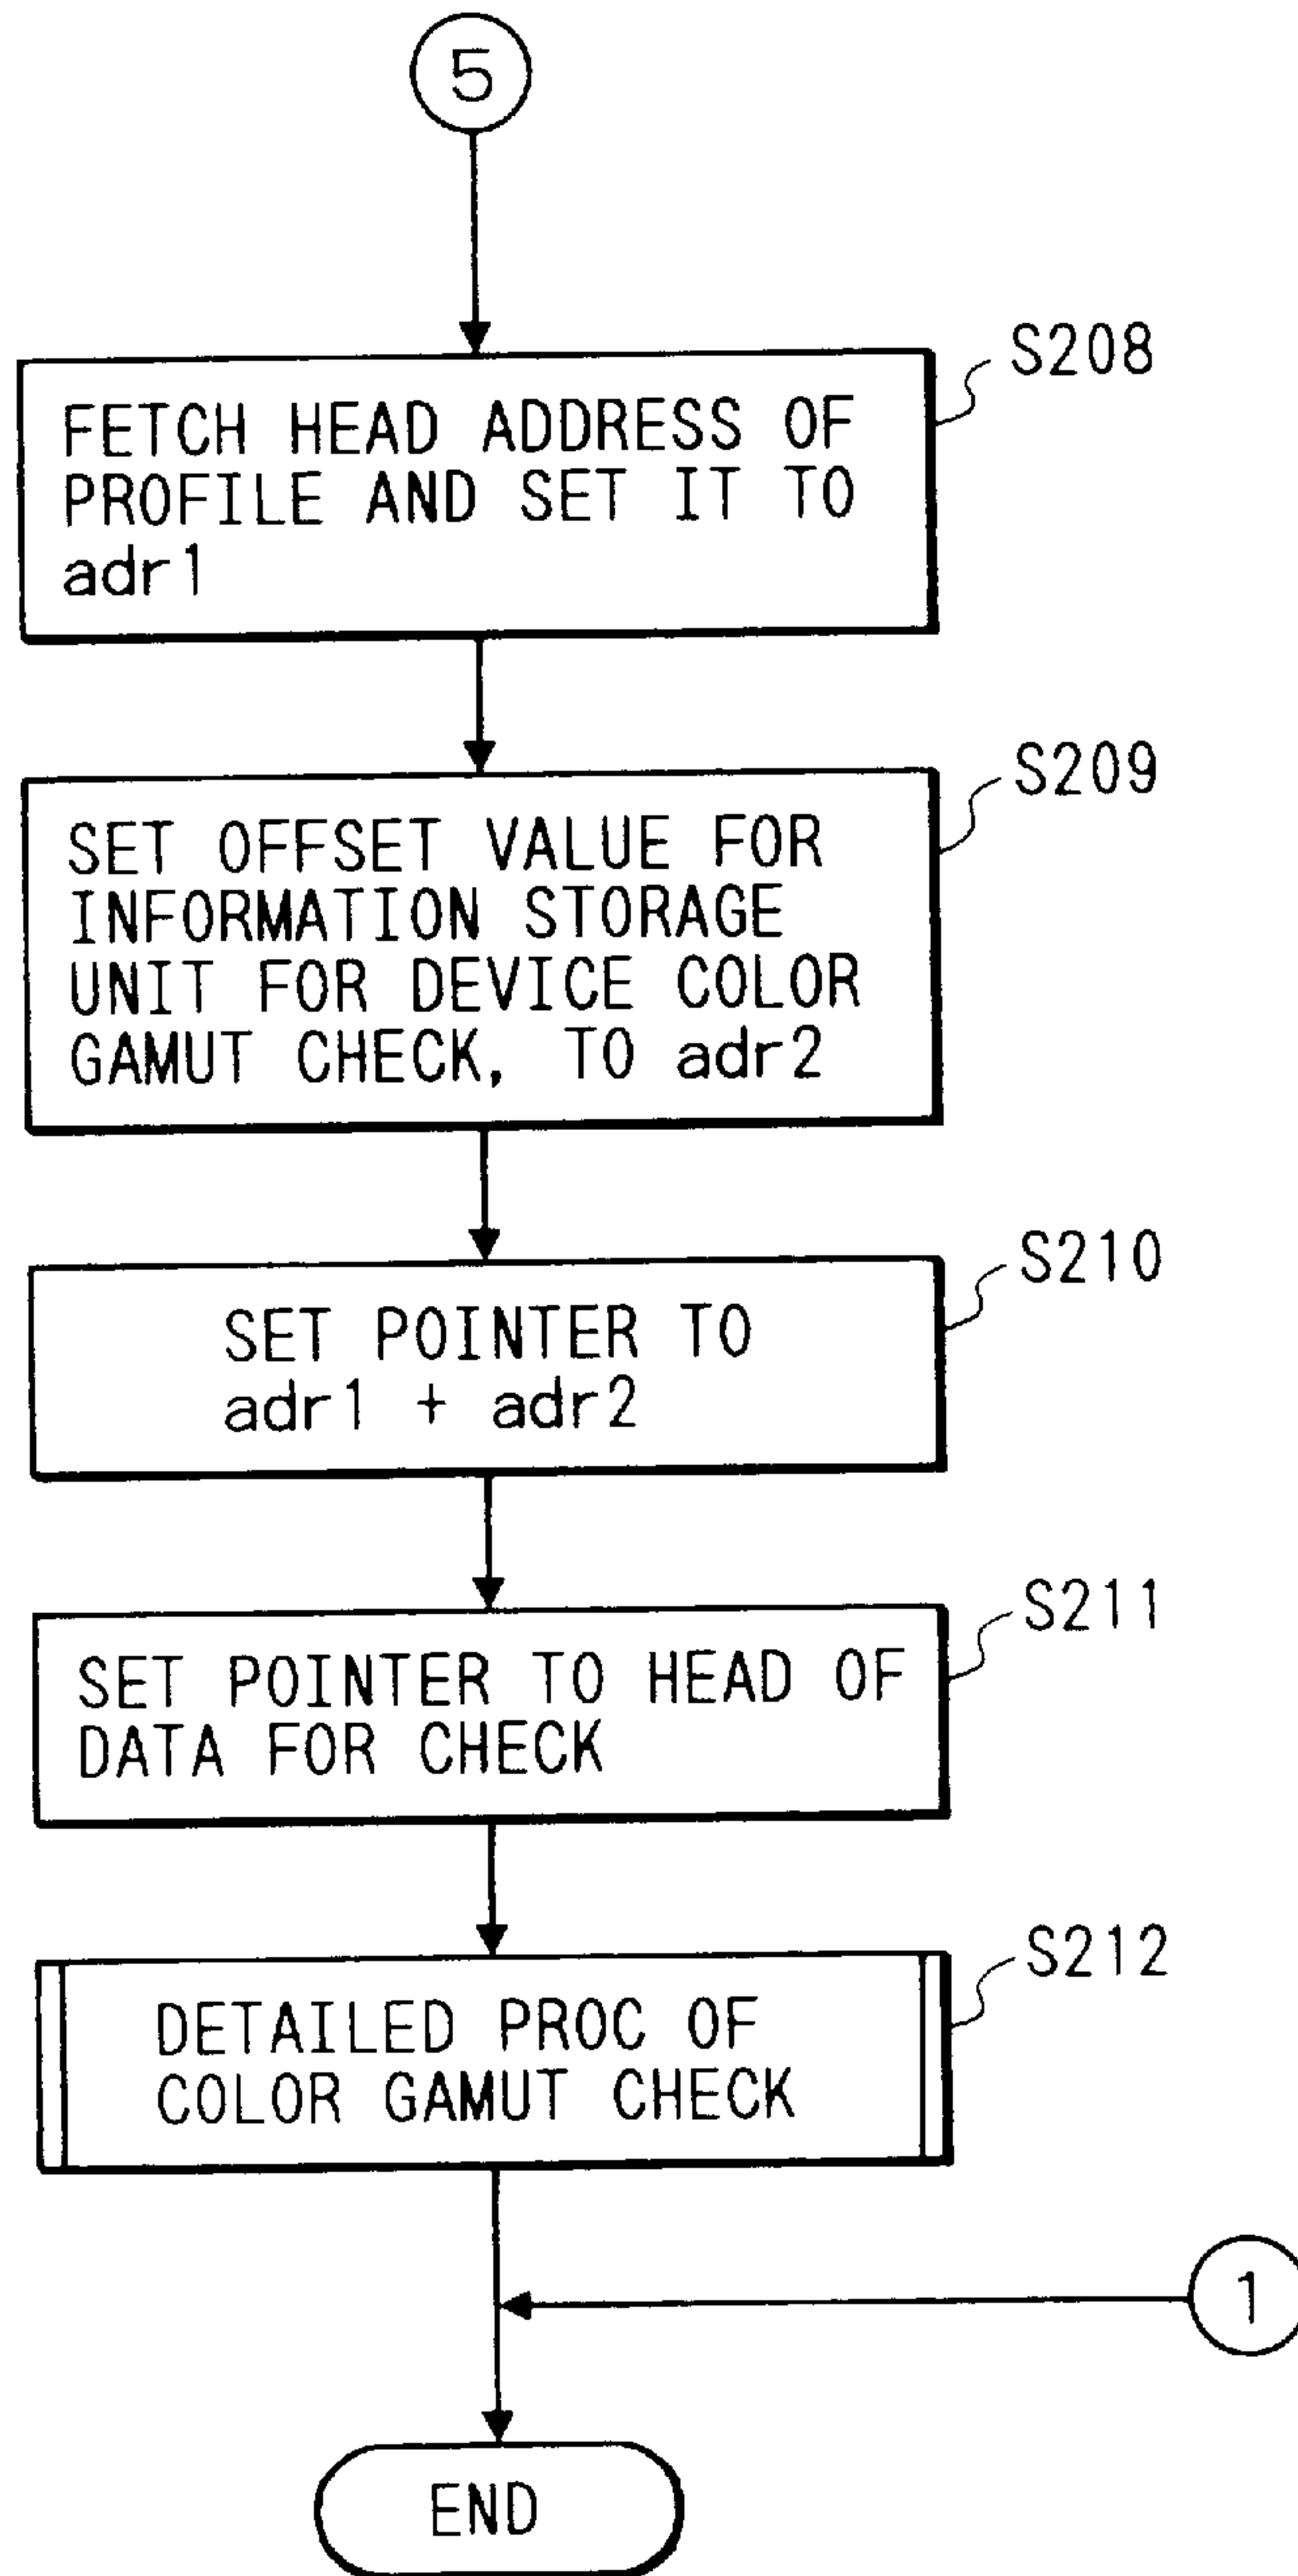 5
S208
FETCH HEAD ADDRESS OF
PROFILE AND SET IT TO
adr1
S209
SET OFFSET VALUE FOR
INFORMATION STORAGE
UNIT FOR DEVICE COLOR
GAMUT CHECK, TO adr2
S210
SET POINTER TO
adr1 + adr2
S211
SET POINTER TO HEAD OF
DATA FOR CHECK
S212
DETAILED PROC OF
COLOR GAMUT CHECK
1
END